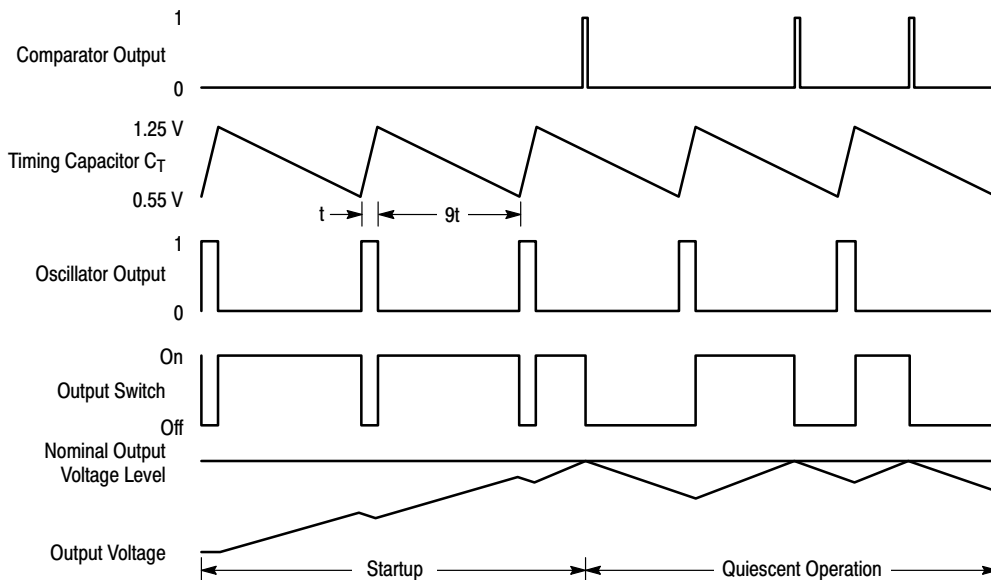 1
Comparator Output
0
1.25 V
Timing Capacitor CT
0.55 V
t
9t
1
Oscillator Output
0
On
Output Switch
Off
Nominal Output
Voltage Level
Output Voltage
Startup
Quiescent Operation